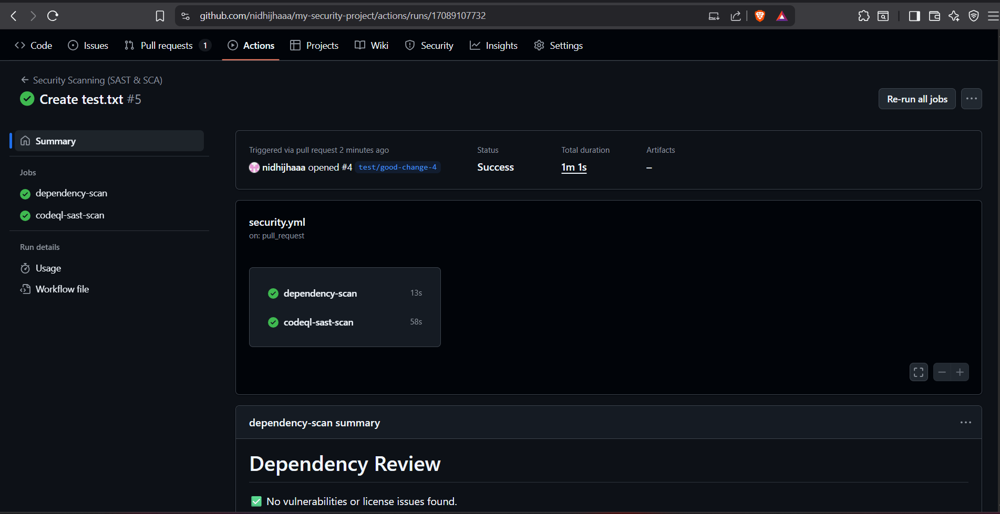 github.com/nidhijhaaa/my-security-project/actions/runs/17089107732
Code Issues Pull requests 1 Actions Projects Wiki Security Insights Settings
Security Scanning (SAST & SCA)
Create test.txt #5
Re-run all jobs
Summary
Jobs
dependency-scan
codeql-sast-scan
Run details
Usage
Workflow file
Triggered via pull request 2 minutes ago
nidhijhaaa opened #4 test/good-change-4
Status
Success
Total duration
1m 1s
Artifacts
–
security.yml
on: pull_request
dependency-scan 13s
codeql-sast-scan 58s
dependency-scan summary
Dependency Review
✅ No vulnerabilities or license issues found.